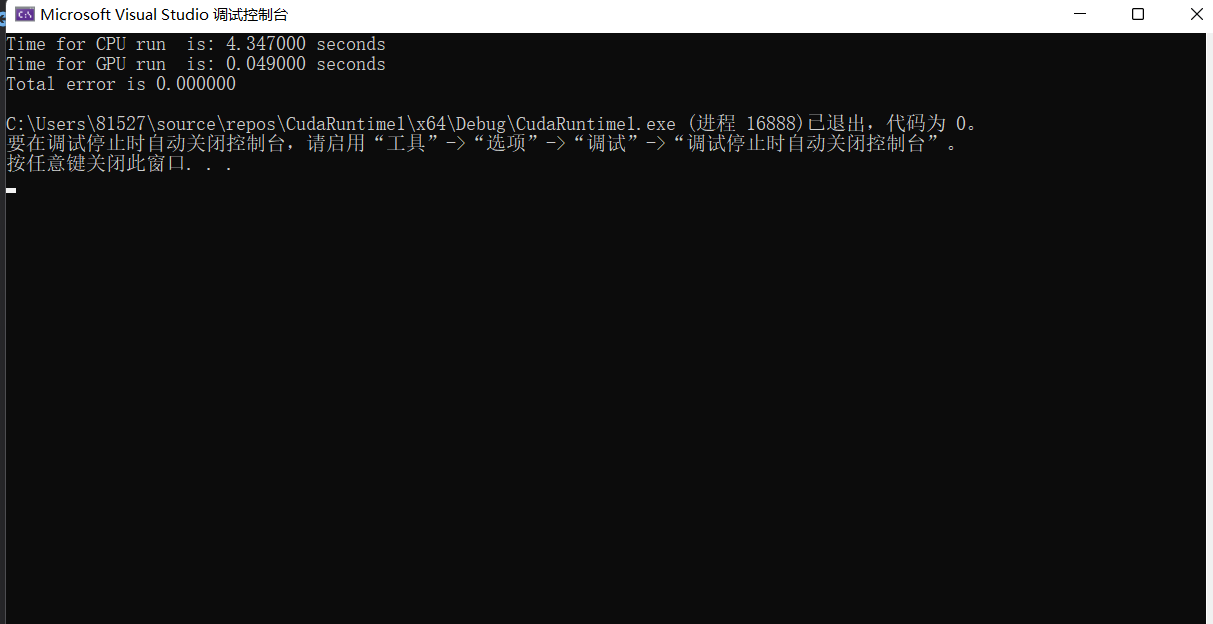 Microsoft Visual Studio 调试控制台
Time for CPU run  is: 4.347000 seconds
Time for GPU run  is: 0.049000 seconds
Total error is 0.000000
C:\Users\81527\source\repos\CudaRuntime1\x64\Debug\CudaRuntime1.exe (进程 16888)已退出，代码为 0。
要在调试停止时自动关闭控制台，请启用“工具”->“选项”->“调试”->“调试停止时自动关闭控制台”。
按任意键关闭此窗口. . .